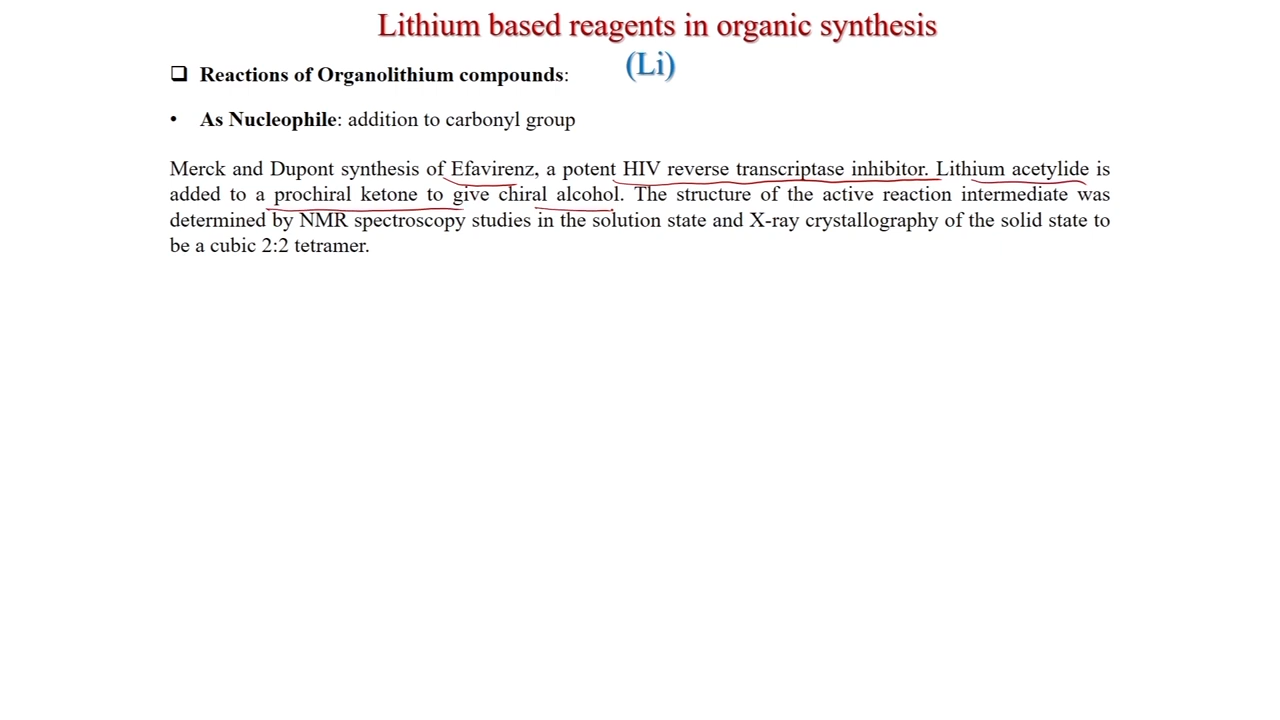 Lithium based reagents in organic synthesis
(Li)
❑ Reactions of Organolithium compounds:
• As Nucleophile: addition to carbonyl group
Merck and Dupont synthesis of Efavirenz, a potent HIV reverse transcriptase inhibitor. Lithium acetylide is
added to a prochiral ketone to give chiral alcohol. The structure of the active reaction intermediate was
determined by NMR spectroscopy studies in the solution state and X-ray crystallography of the solid state to
be a cubic 2:2 tetramer.